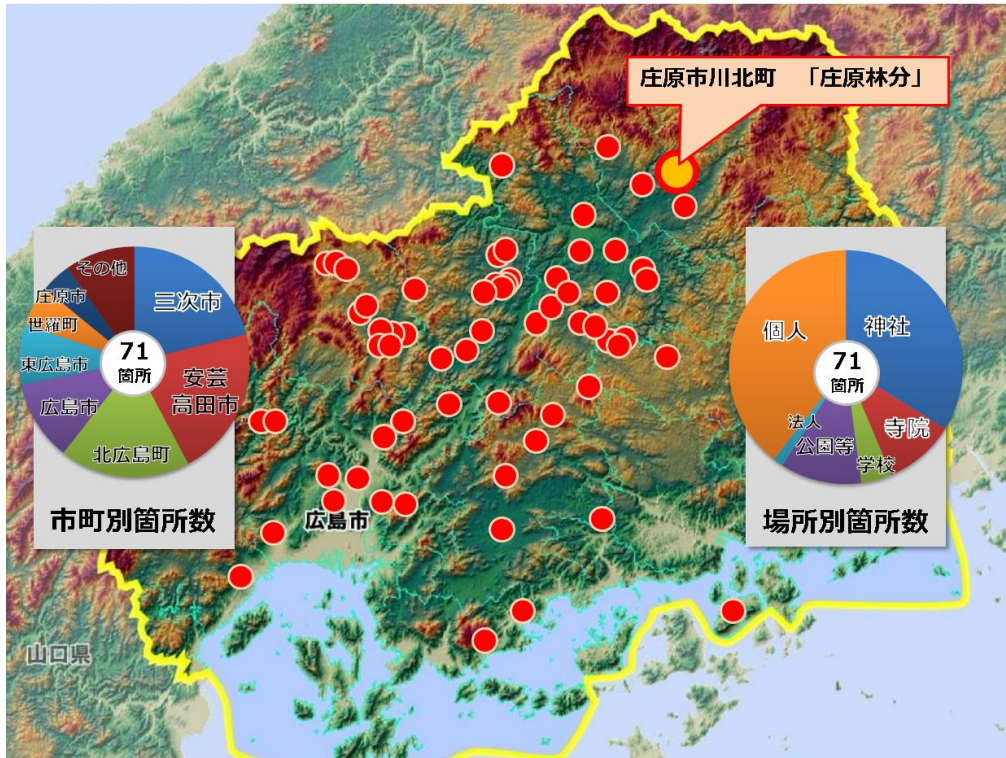 庄原市川北町 「庄原林分」
その他
庄原市
世羅町
東広島市
広島市
北広島町
安芸
高田市
三次市
71
箇所
市町別箇所数
個人
神社
71
箇所
法人
公園等
学校
寺院
場所別箇所数
広島市
山口県